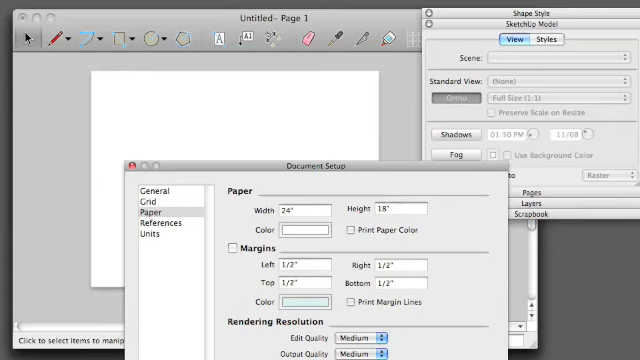 Untitled- Page 1
A
A1
Shape Style
SketchUp Model
View Styles
Scene:
Standard View: (None)
Ortho Full Size (1:1)
Preserve Scale on Resize
Shadows 01:30 PM 11/08
Fog Use Background Color
to Raster
Pages
Layers
Scrapbook
Document Setup
General
Grid
Paper
References
Units
Paper
Width 24" Height 18"
Color Print Paper Color
Margins
Left 1/2" Right 1/2"
Top 1/2" Bottom 1/2"
Color Print Margin Lines
Rendering Resolution
Edit Quality Medium
Output Quality Medium
Click to select items to manip